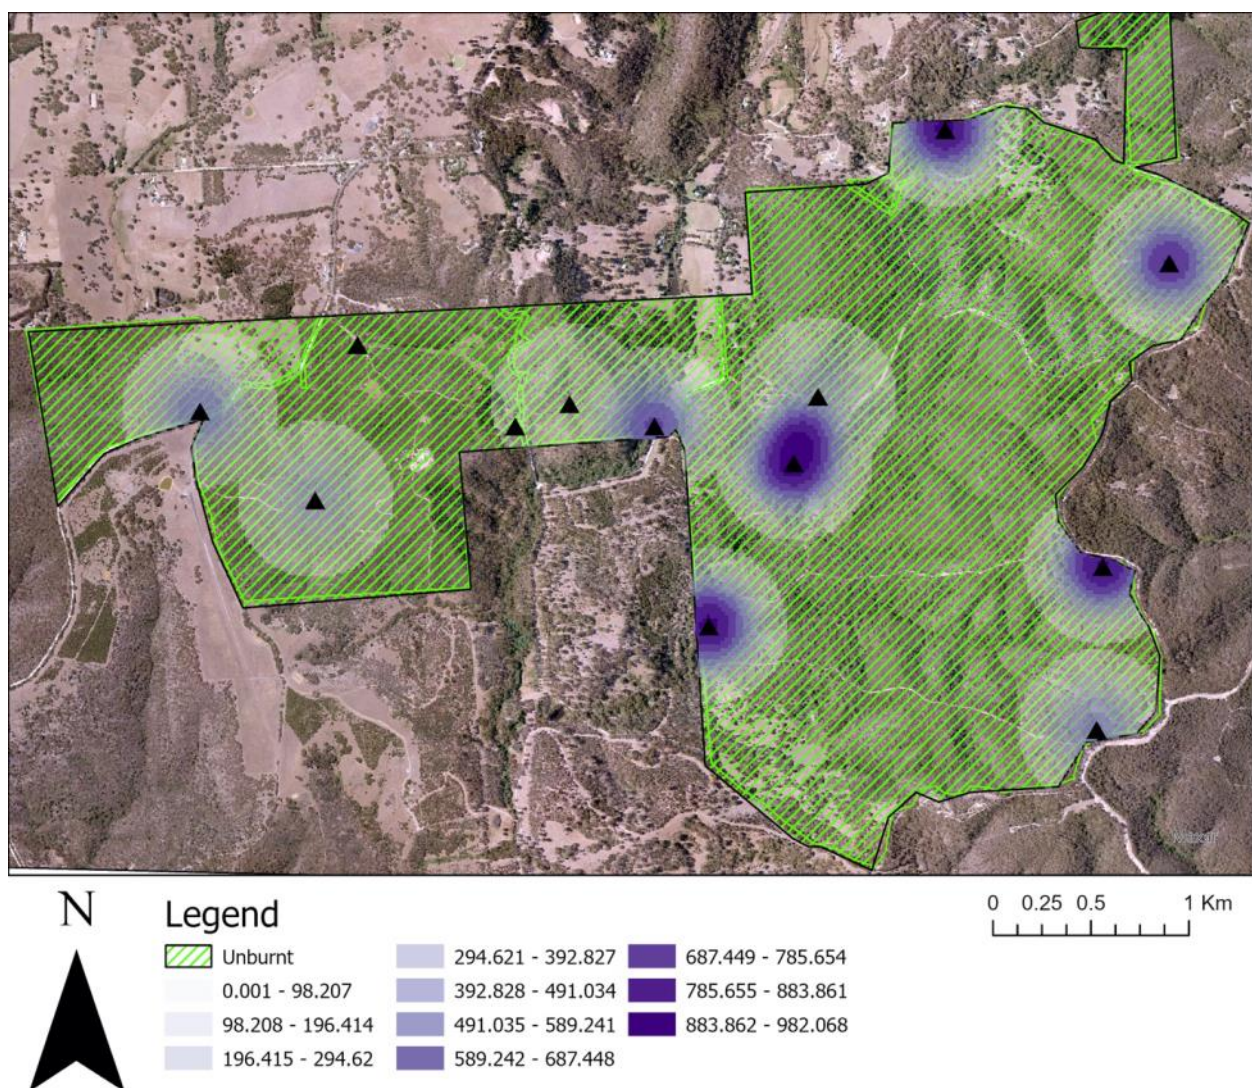 N
Legend
Unburnt
0.001 - 98.207
98.208 - 196.414
196.415 - 294.62
294.621 - 392.827
392.828 - 491.034
491.035 - 589.241
589.242 - 687.448
687.449 - 785.654
785.655 - 883.861
883.862 - 982.068
0 0.25 0.5 1 Km